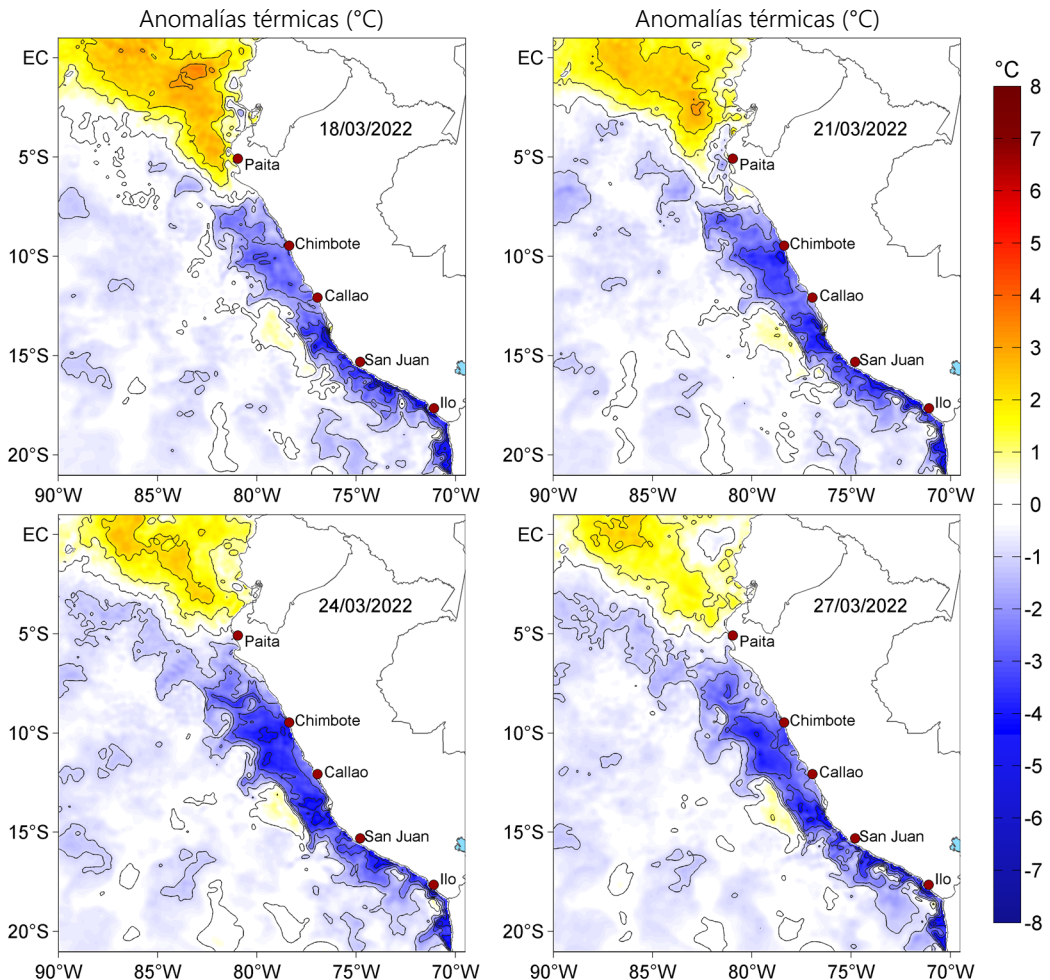 Anomalías térmicas (°C)
Anomalías térmicas (°C)
EC
5°S
10°S
15°S
20°S
90°W
85°W
80°W
75°W
70°W
18/03/2022
Paita
Chimbote
Callao
San Juan
Ilo
EC
5°S
10°S
15°S
20°S
90°W
85°W
80°W
75°W
70°W
21/03/2022
Paita
Chimbote
Callao
San Juan
Ilo
°C
8
7
6
5
4
3
2
1
0
-1
-2
-3
-4
-5
-6
-7
-8
EC
5°S
10°S
15°S
20°S
90°W
85°W
80°W
75°W
70°W
24/03/2022
Paita
Chimbote
Callao
San Juan
Ilo
EC
5°S
10°S
15°S
20°S
90°W
85°W
80°W
75°W
70°W
27/03/2022
Paita
Chimbote
Callao
San Juan
Ilo